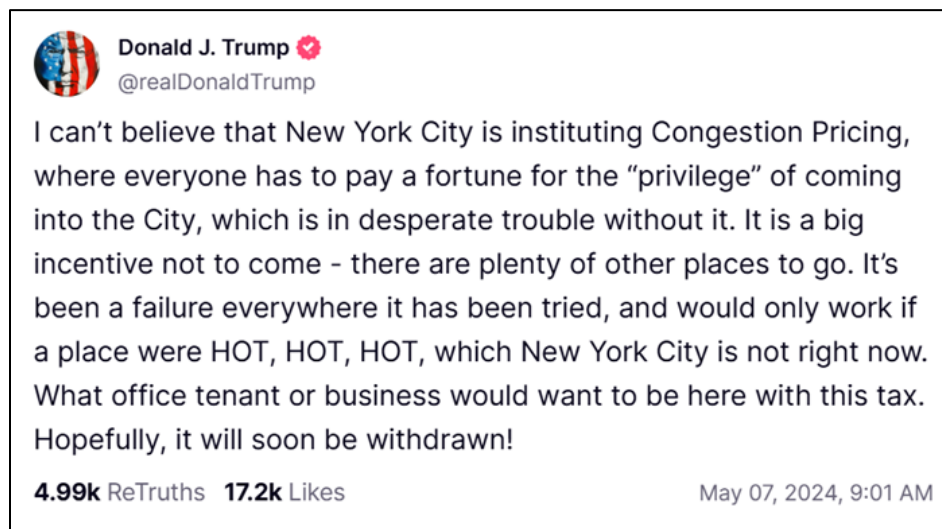 Donald J. Trump
@realDonaldTrump
I can’t believe that New York City is instituting Congestion Pricing,
where everyone has to pay a fortune for the “privilege” of coming
into the City, which is in desperate trouble without it. It is a big
incentive not to come - there are plenty of other places to go. It’s
been a failure everywhere it has been tried, and would only work if
a place were HOT, HOT, HOT, which New York City is not right now.
What office tenant or business would want to be here with this tax.
Hopefully, it will soon be withdrawn!
4.99k ReTruths 17.2k Likes May 07, 2024, 9:01 AM